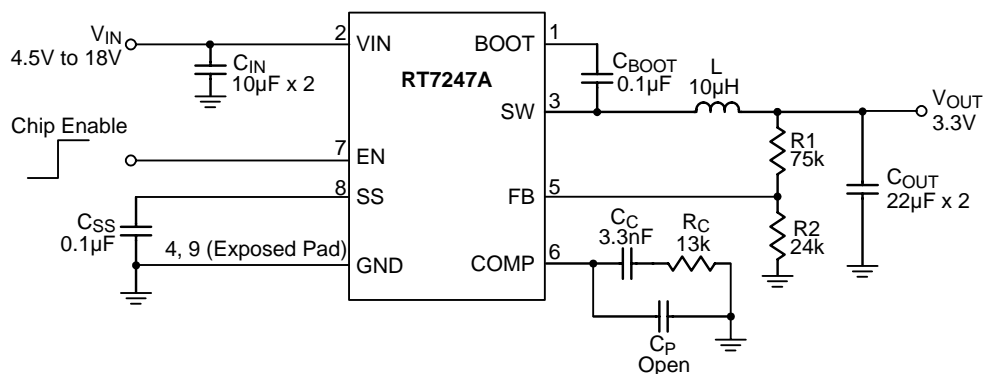 VIN
4.5V to 18V
CIN
10µF x 2
Chip Enable
CSS
0.1µF
4, 9 (Exposed Pad)
2
7
8
VIN
EN
SS
GND
RT7247A
BOOT
SW
FB
COMP
1
3
5
6
CBOOT
0.1µF
L
10µH
VOUT
3.3V
R1
75k
COUT
22µF x 2
R2
24k
CC
3.3nF
RC
13k
CP
Open